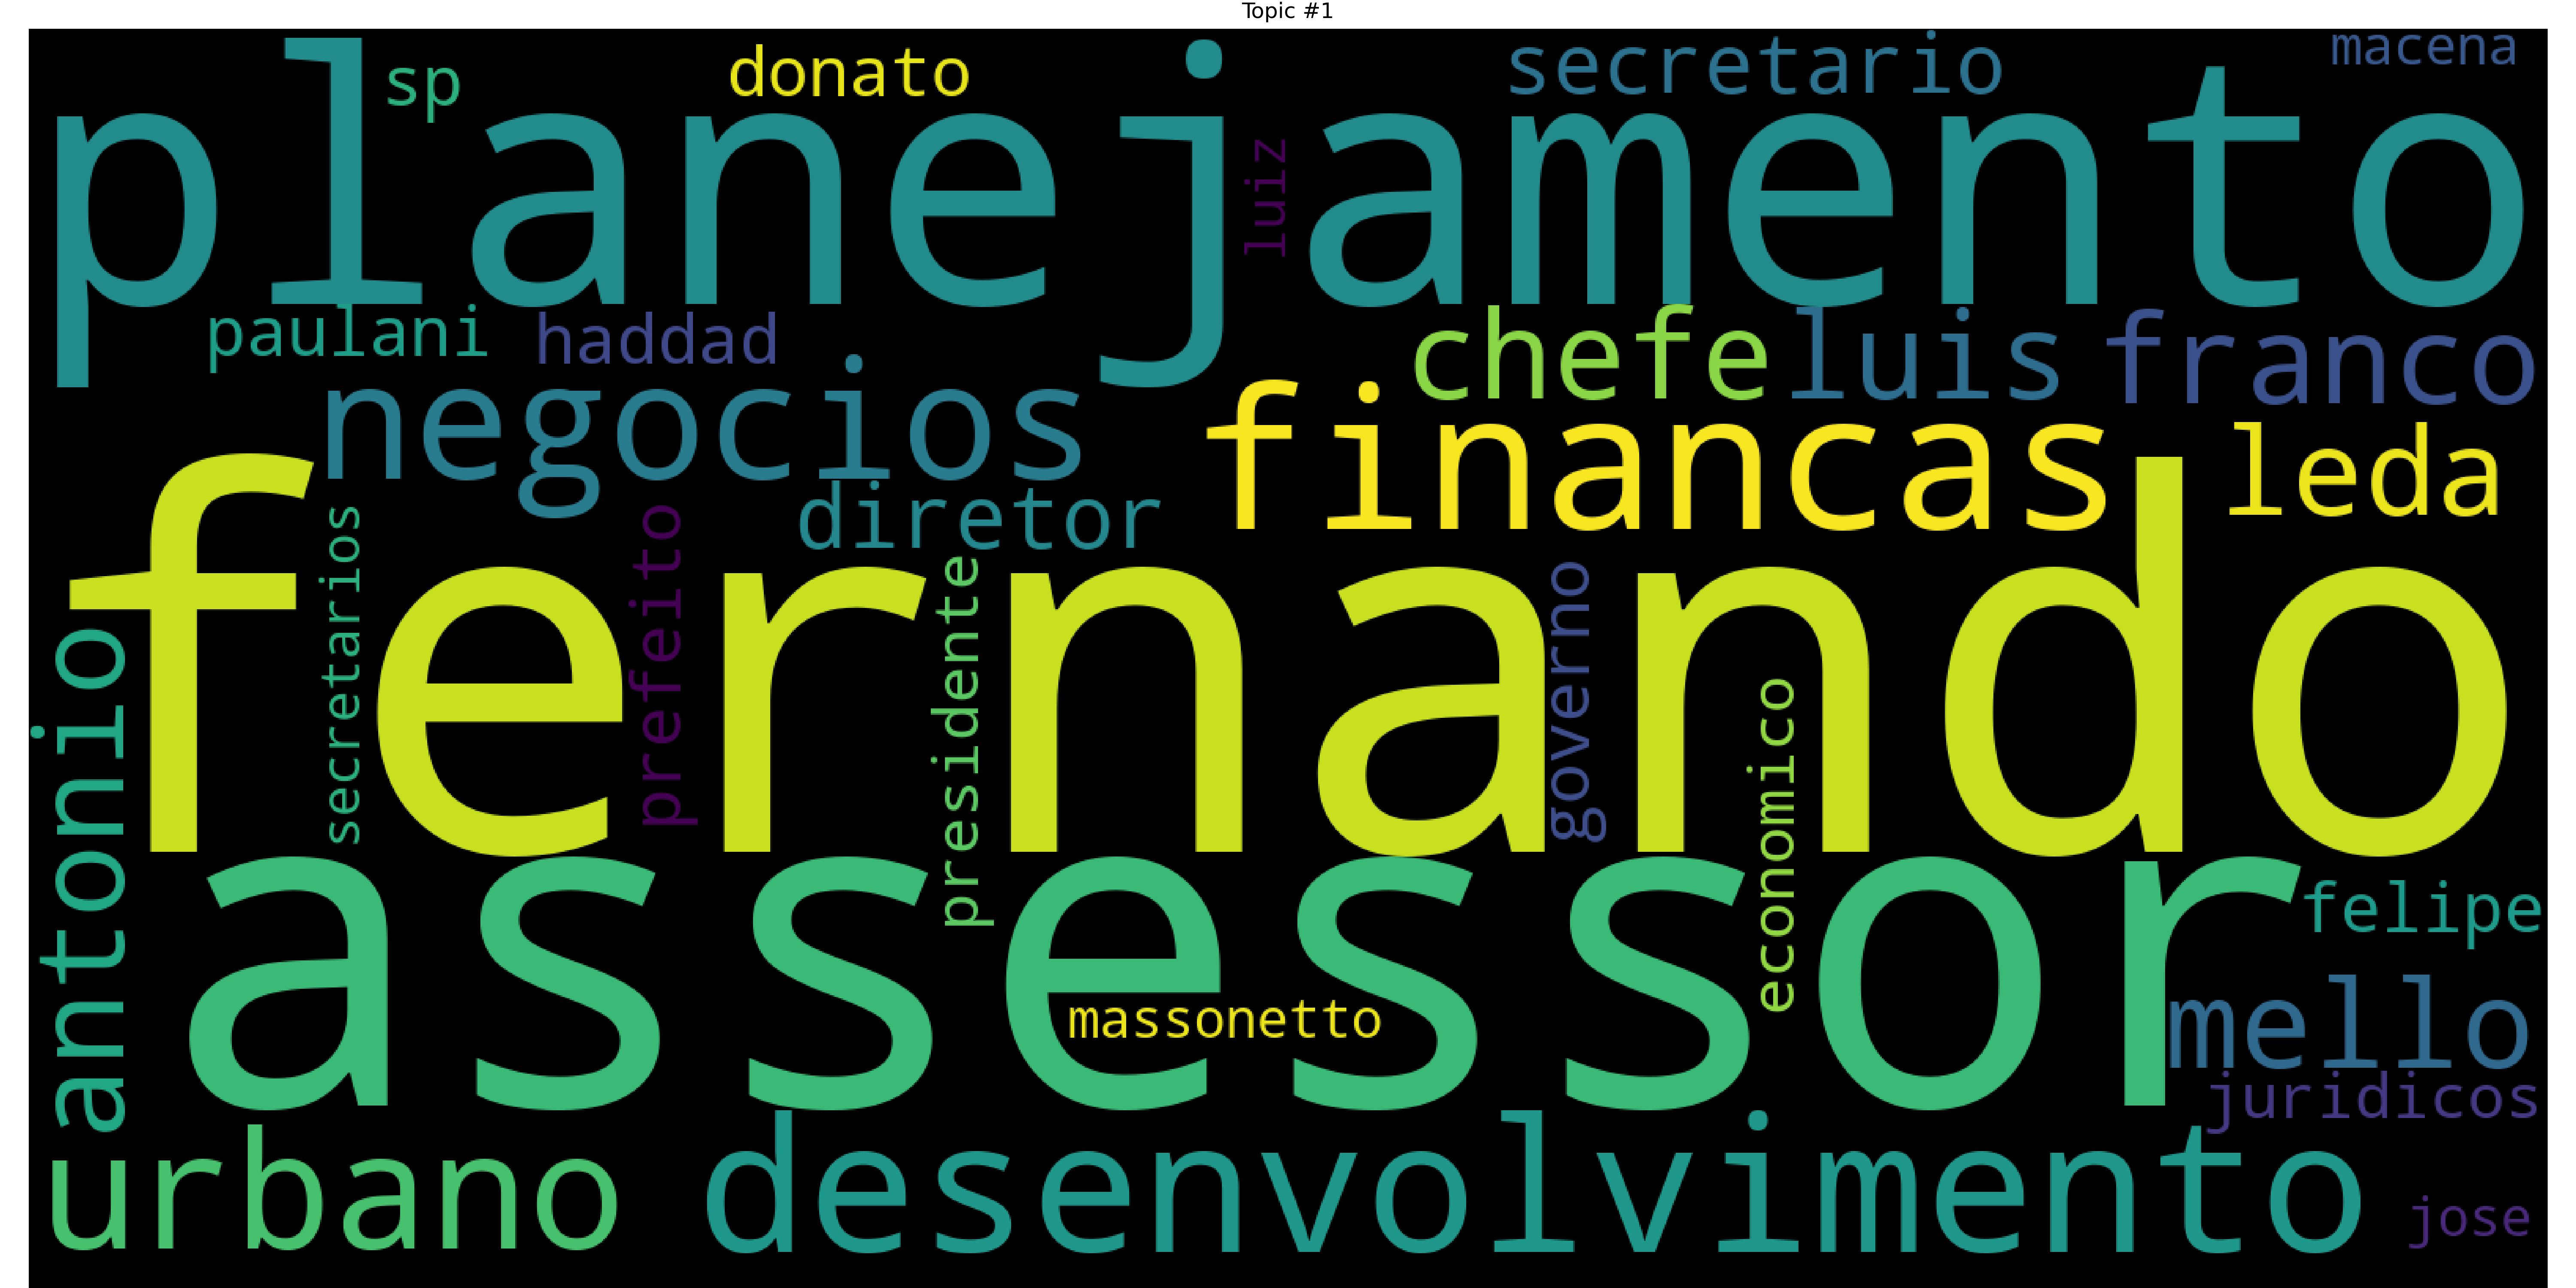 Topic #1
sp
donato
secretario
macena
planejamento
luiz
paulani
haddad
chefe
luis
franco
negocios
financas
leda
diretor
fernando
secretarios
prefeito
presidente
governo
economico
antonio
assessor
felipe
massonetto
mello
juridicos
urbano
desenvolvimento
jose